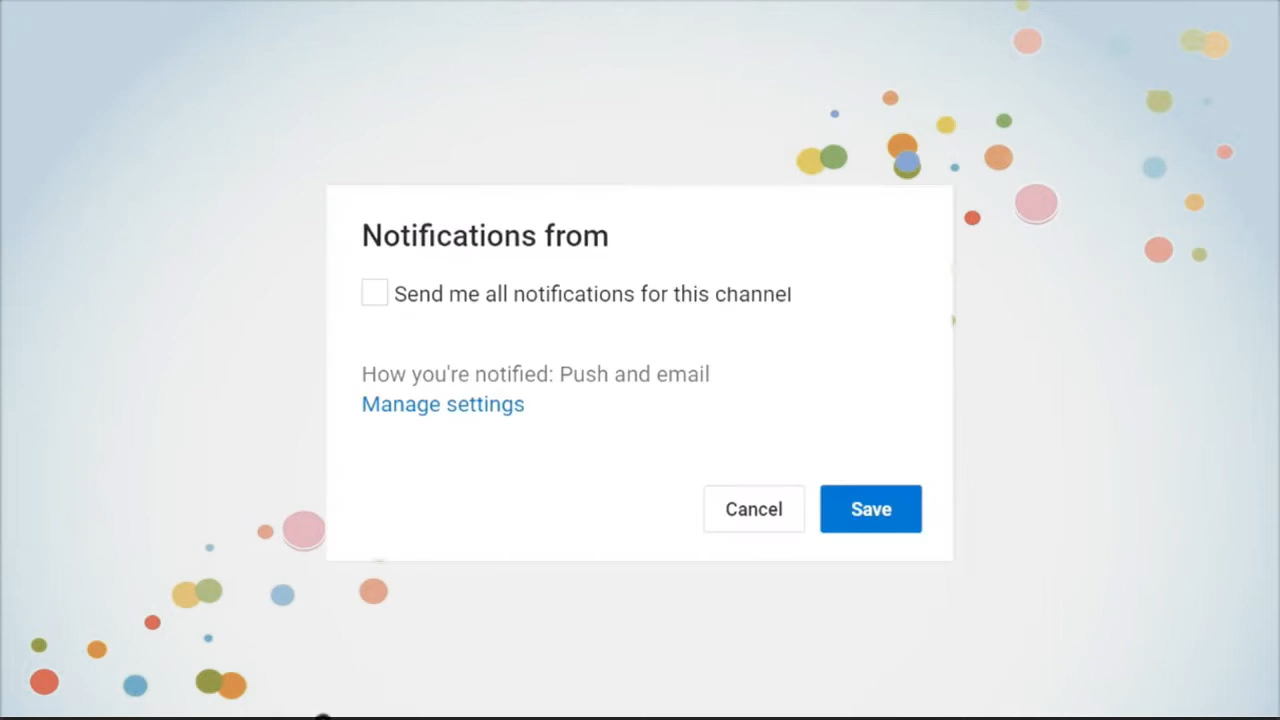 Notifications from
Send me all notifications for this channel
How you're notified: Push and email
Manage settings
Cancel
Save